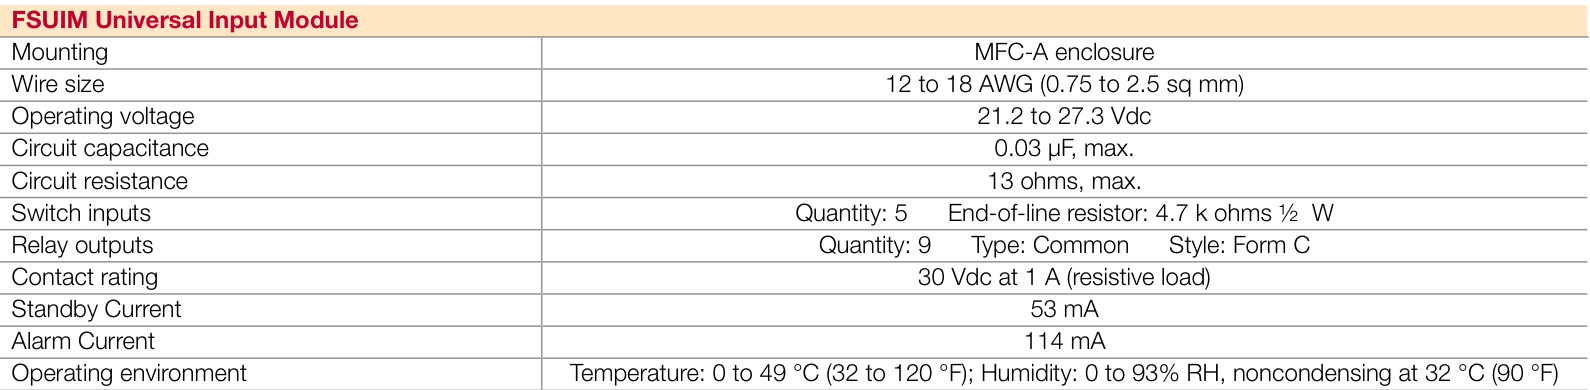 FSUIM Universal Input Module
Mounting MFC-A enclosure
Wire size 12 to 18 AWG (0.75 to 2.5 sq mm)
Operating voltage 21.2 to 27.3 Vdc
Circuit capacitance 0.03 µF, max.
Circuit resistance 13 ohms, max.
Switch inputs Quantity: 5 End-of-line resistor: 4.7 k ohms ½ W
Relay outputs Quantity: 9 Type: Common Style: Form C
Contact rating 30 Vdc at 1 A (resistive load)
Standby Current 53 mA
Alarm Current 114 mA
Operating environment Temperature: 0 to 49 °C (32 to 120 °F); Humidity: 0 to 93% RH, noncondensing at 32 °C (90 °F)